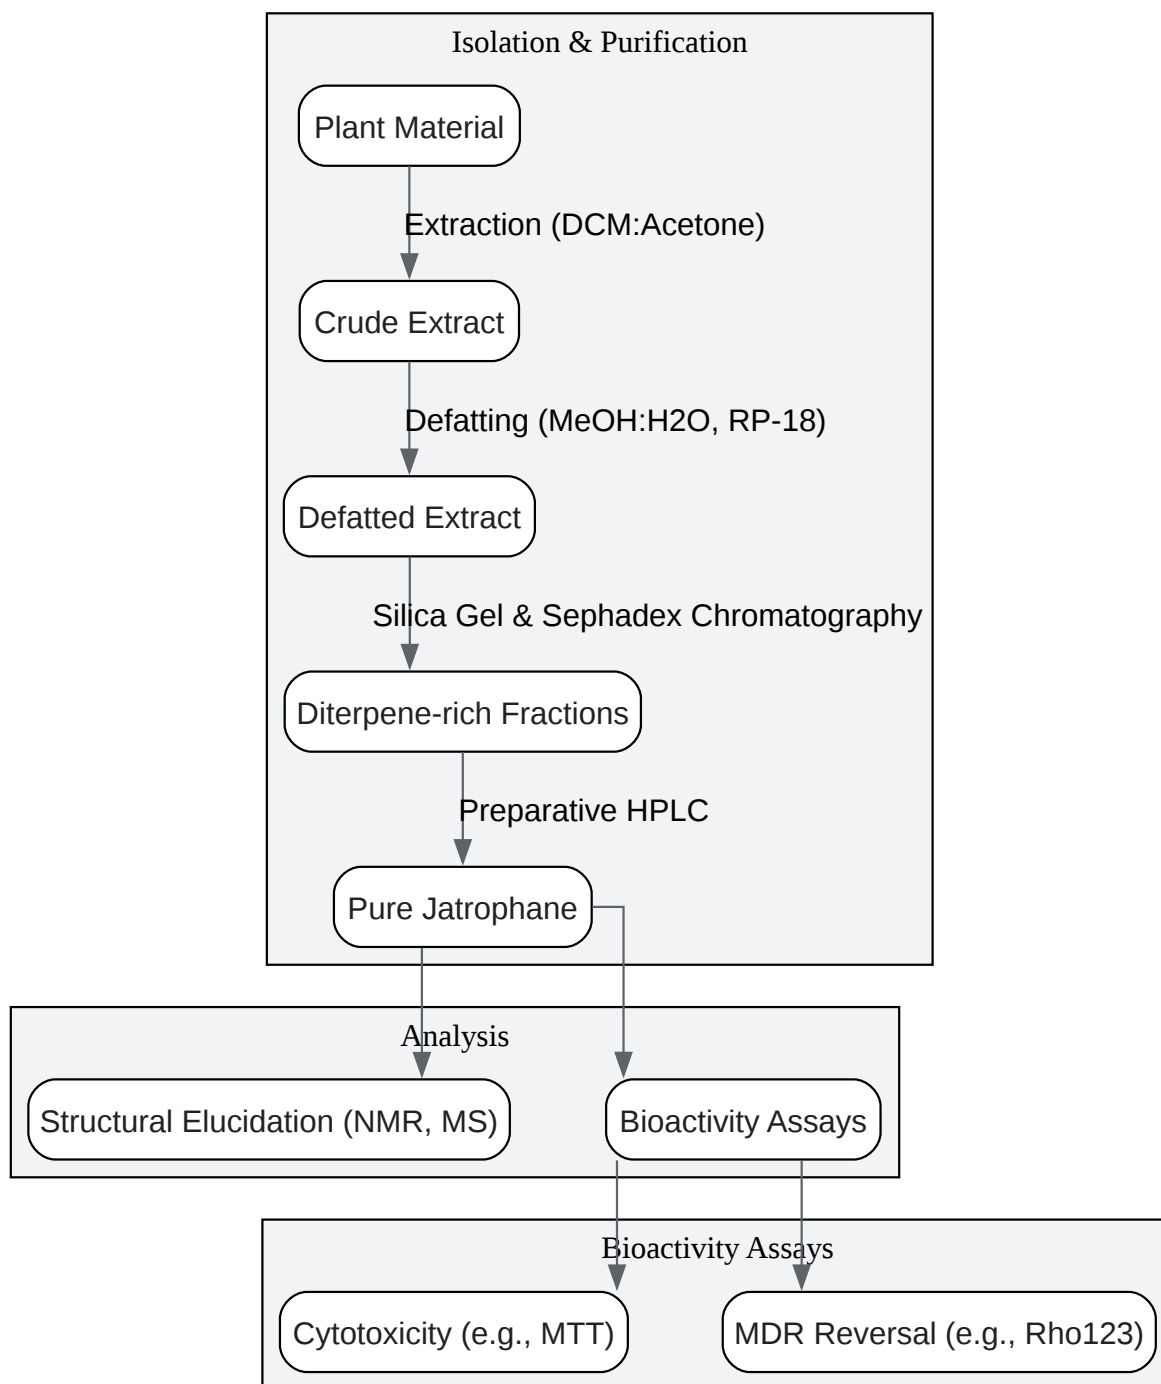 Isolation & Purification
Plant Material
Extraction (DCM:Acetone)
Crude Extract
Defatting (MeOH:H2O, RP-18)
Defatted Extract
Silica Gel & Sephadex Chromatography
Diterpene-rich Fractions
Preparative HPLC
Pure Jatrophane
Analysis
Structural Elucidation (NMR, MS)
Bioactivity Assays
Bioactivity Assays
Cytotoxicity (e.g., MTT)
MDR Reversal (e.g., Rho123)